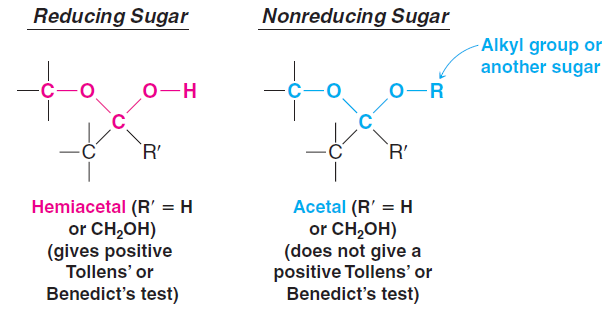 Reducing Sugar
Nonreducing Sugar
Alkyl group or
another sugar
C—O O—H
C
C R′
C—O O—R
C
C R′
Hemiacetal (R′ = H
or CH₂OH)
(gives positive
Tollens’ or
Benedict’s test)
Acetal (R′ = H
or CH₂OH)
(does not give a
positive Tollens’ or
Benedict’s test)